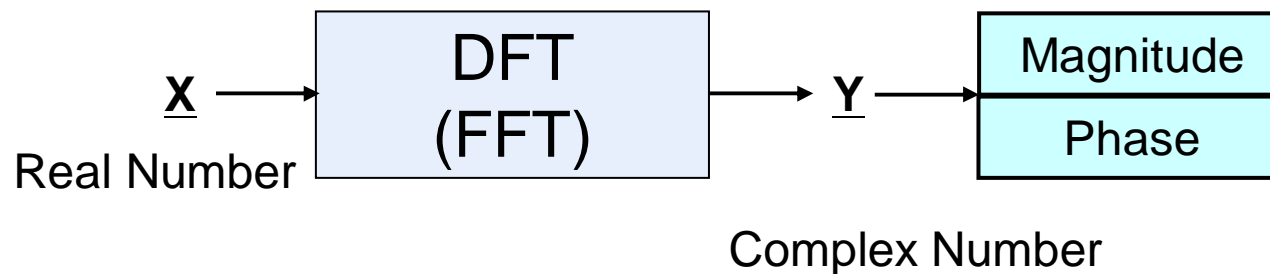 DFT
(FFT)
X
Real Number
Y
Magnitude
Phase
Complex Number